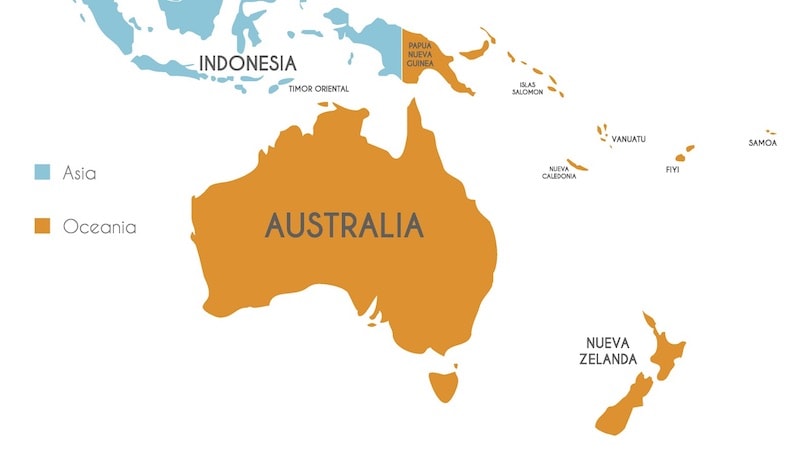 PAPUA
NUEVA
GUINEA
INDONESIA
TIMOR ORIENTAL
ISLAS
SALOMON
VANUATU
SAMOA
NUEVA
CALEDONIA
FIYI
Asia
Oceania
AUSTRALIA
NUEVA
ZELANDA